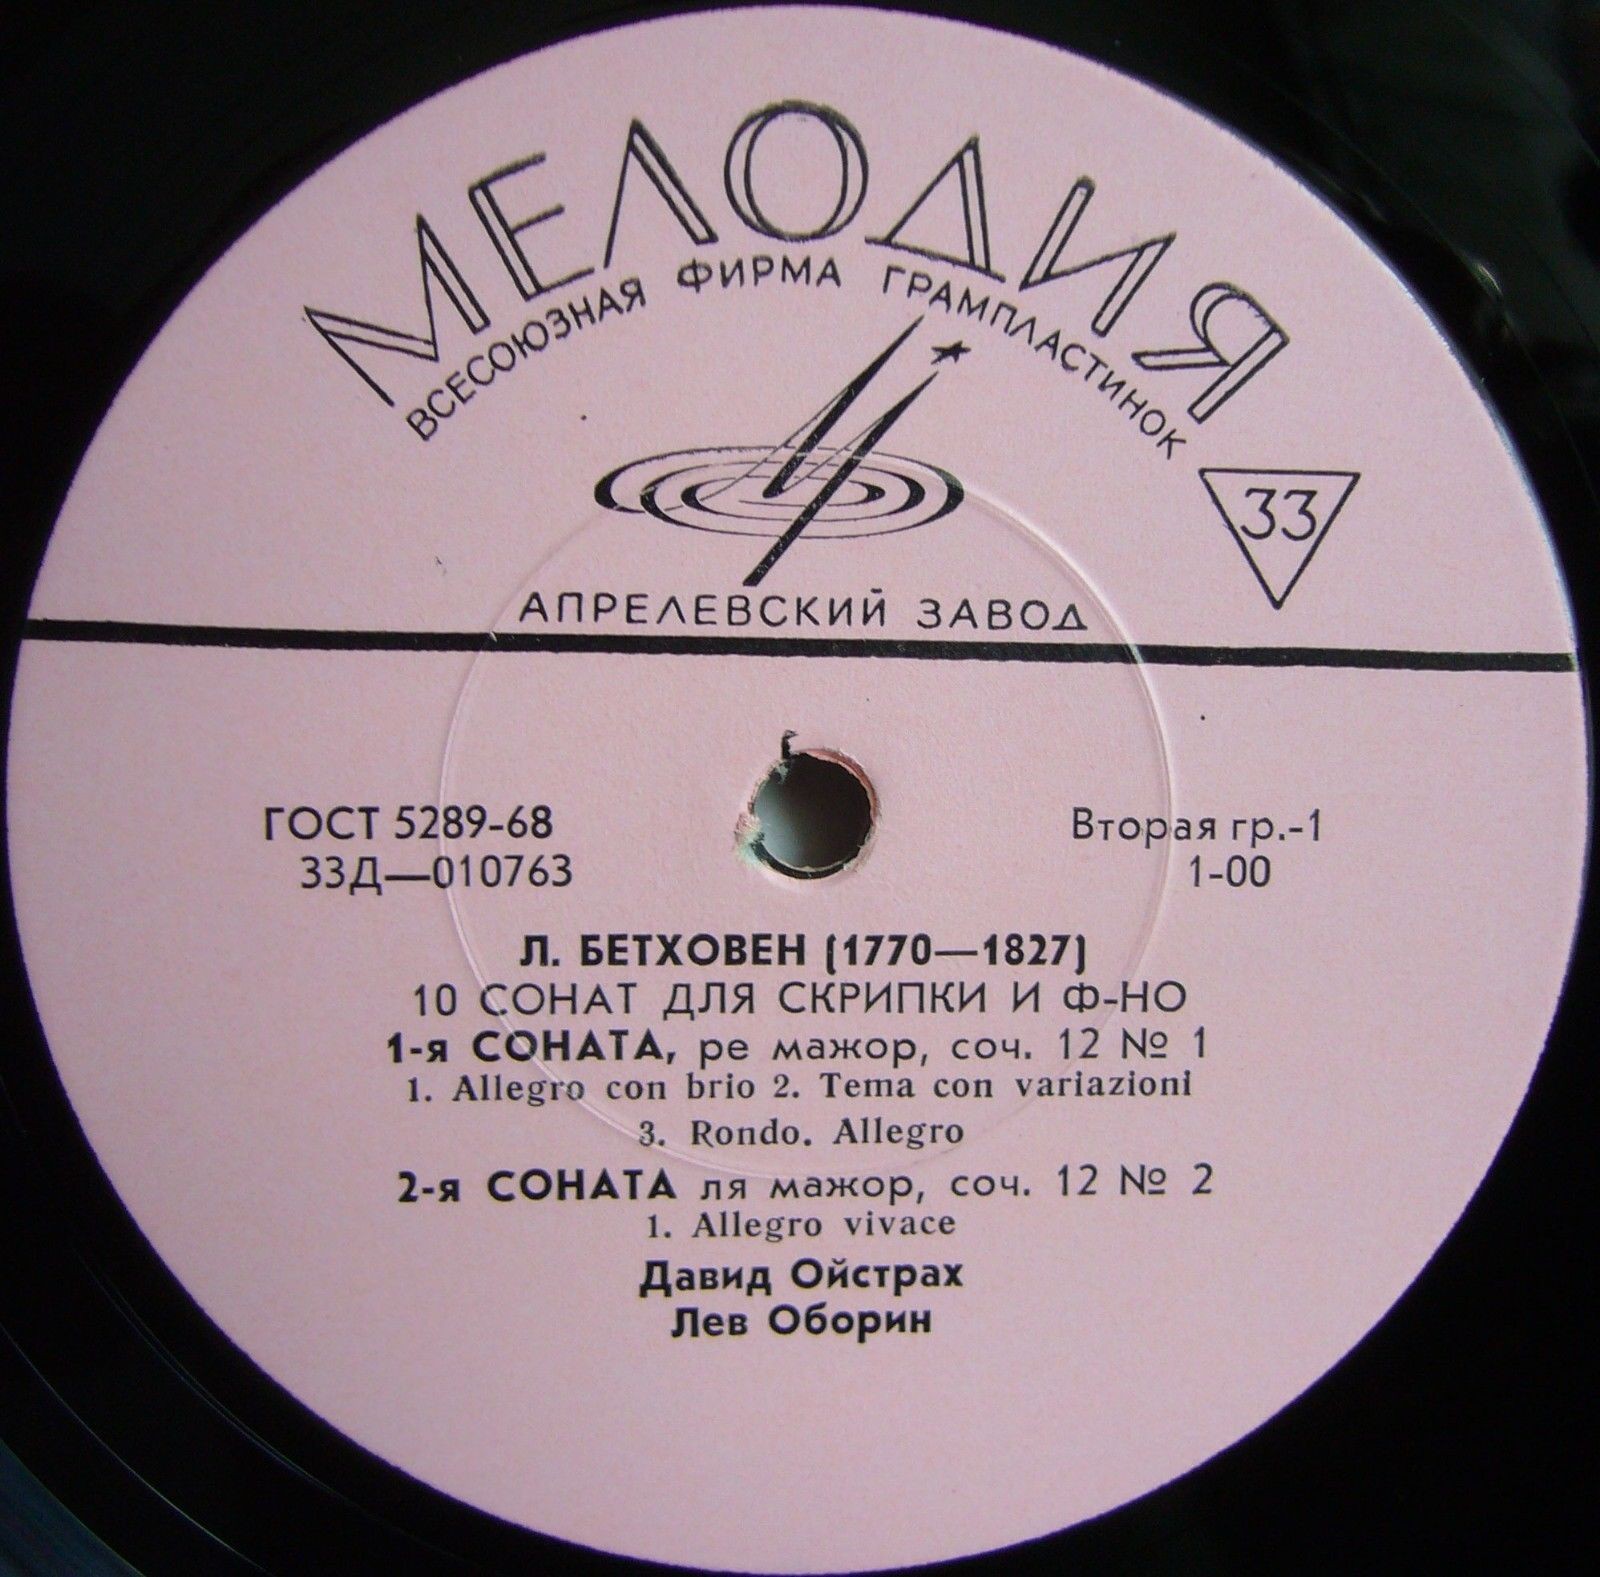 МЕЛОДИЯ
ВСЕСОЮЗНАЯ ФИРМА ГРАМПЛАСТИНОК
33
АПРЕЛЕВСКИЙ ЗАВОД
ГОСТ 5289-68
Вторая гр.-1
33Д—010763
1-00
Л. БЕТХОВЕН (1770—1827)
10 СОНАТ ДЛЯ СКРИПКИ И Ф-НО
1-я СОНАТА, ре мажор, соч. 12 № 1
1. Allegro con brio 2. Tema con variazioni
3. Rondo. Allegro
2-я СОНАТА ля мажор, соч. 12 № 2
1. Allegro vivace
Давид Ойстрах
Лев Оборин